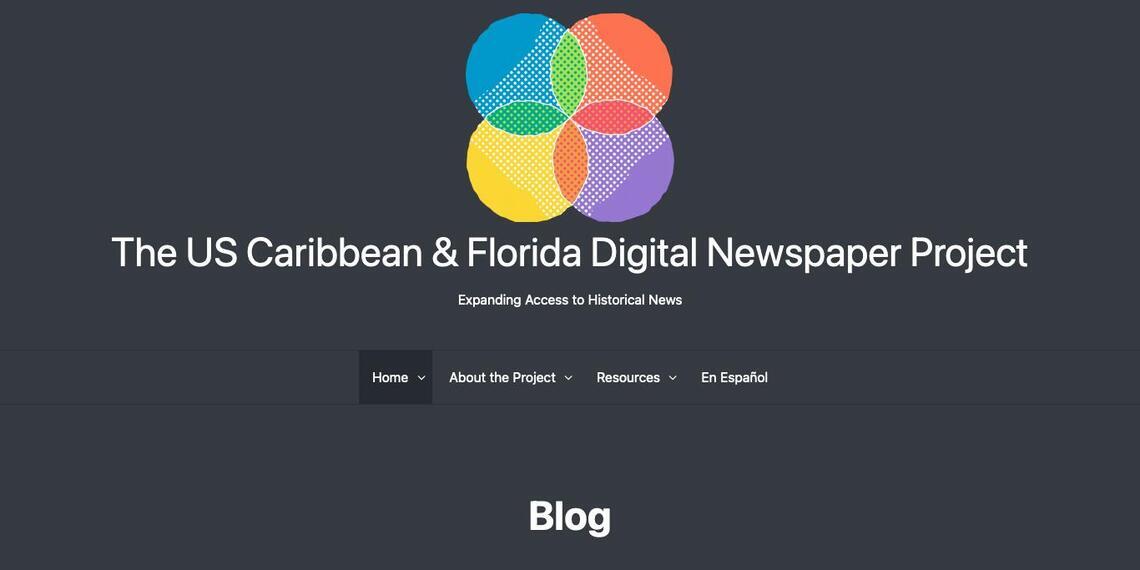 The US Caribbean & Florida Digital Newspaper Project
Expanding Access to Historical News
Home About the Project Resources En Español
Blog